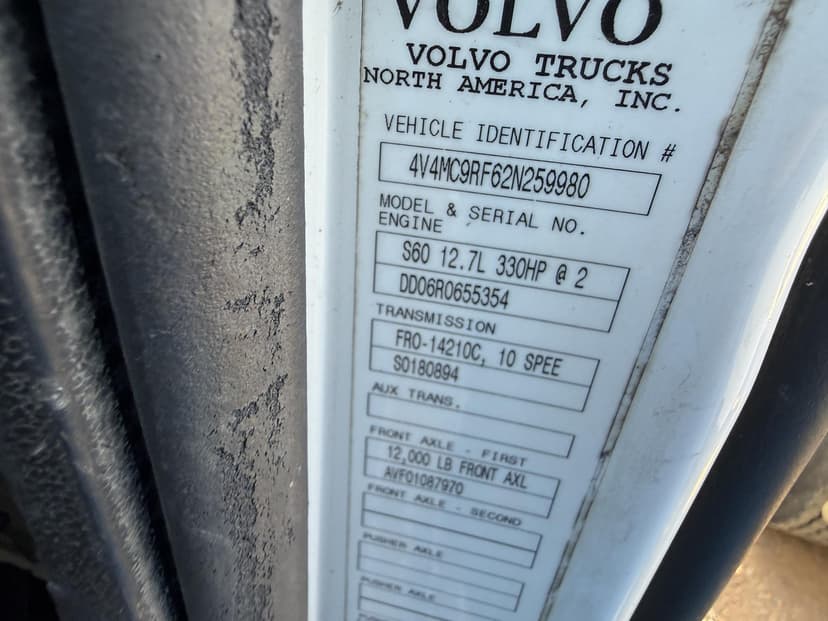 VOLVO
VOLVO TRUCKS
NORTH AMERICA, INC.
VEHICLE IDENTIFICATION #
4V4MC9RF62N259980
MODEL & SERIAL NO.
ENGINE
S60 12.7L 330HP @ 2
DD06R0655354
TRANSMISSION
FRO-14210C, 10 SPEE
S0180894
AUX TRANS.
FRONT AXLE - FIRST
12,000 LB FRONT AXL
AVF01087970
FRONT AXLE - SECOND
PUSHER AXLE
PUSHER AXLE